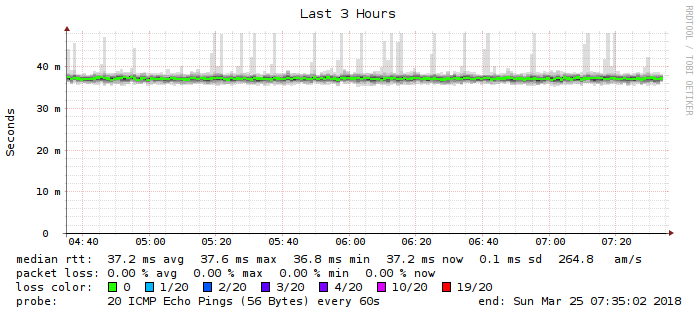 Last 3 Hours
RRDTOOL / TOBI OETIKER
Seconds
40 m
30 m
20 m
10 m
0
04:40 05:00 05:20 05:40 06:00 06:20 06:40 07:00 07:20
median rtt: 37.2 ms avg 37.6 ms max 36.8 ms min 37.2 ms now 0.1 ms sd 264.8 am/s
packet loss: 0.00 % avg 0.00 % max 0.00 % min 0.00 % now
loss color: 0 1/20 2/20 3/20 4/20 10/20 19/20
probe: 20 ICMP Echo Pings (56 Bytes) every 60s end: Sun Mar 25 07:35:02 2018